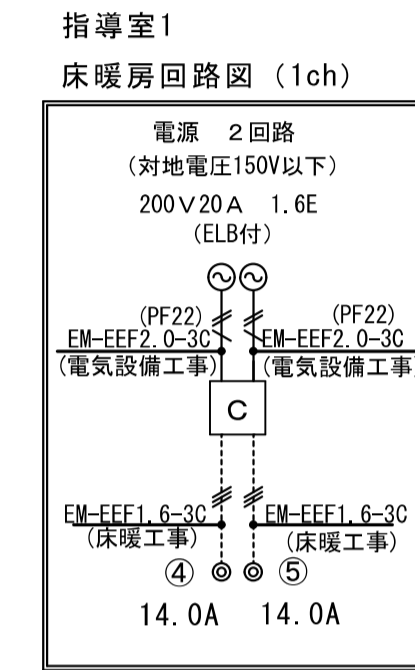 指導室1
床暖房回路図（1ch）
電源　2回路
（対地電圧150V以下）
200V20A　1.6E
（ELB付）
(PF22)　(PF22)
EM-EEF2.0-3C　EM-EEF2.0-3C
(電気設備工事)　(電気設備工事)
C
EM-EEF1.6-3C　EM-EEF1.6-3C
(床暖工事)　(床暖工事)
④　⑤
14.0A　14.0A